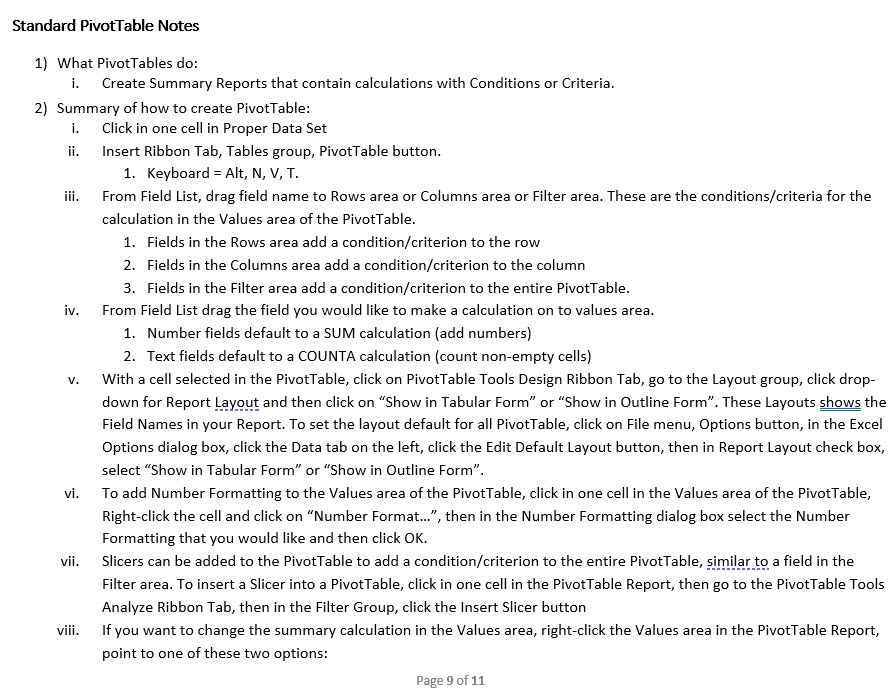 Standard PivotTable Notes
1) What PivotTables do:
i. Create Summary Reports that contain calculations with Conditions or Criteria.
2) Summary of how to create PivotTable:
i. Click in one cell in Proper Data Set
ii. Insert Ribbon Tab, Tables group, PivotTable button.
1. Keyboard = Alt, N, V, T.
iii. From Field List, drag field name to Rows area or Columns area or Filter area. These are the conditions/criteria for the
calculation in the Values area of the PivotTable.
1. Fields in the Rows area add a condition/criterion to the row
2. Fields in the Columns area add a condition/criterion to the column
3. Fields in the Filter area add a condition/criterion to the entire PivotTable.
iv. From Field List drag the field you would like to make a calculation on to values area.
1. Number fields default to a SUM calculation (add numbers)
2. Text fields default to a COUNTA calculation (count non-empty cells)
v. With a cell selected in the PivotTable, click on PivotTable Tools Design Ribbon Tab, go to the Layout group, click drop-
down for Report Layout and then click on “Show in Tabular Form” or “Show in Outline Form”. These Layouts shows the
Field Names in your Report. To set the layout default for all PivotTable, click on File menu, Options button, in the Excel
Options dialog box, click the Data tab on the left, click the Edit Default Layout button, then in Report Layout check box,
select “Show in Tabular Form” or “Show in Outline Form”.
vi. To add Number Formatting to the Values area of the PivotTable, click in one cell in the Values area of the PivotTable,
Right-click the cell and click on “Number Format…”, then in the Number Formatting dialog box select the Number
Formatting that you would like and then click OK.
vii. Slicers can be added to the PivotTable to add a condition/criterion to the entire PivotTable, similar to a field in the
Filter area. To insert a Slicer into a PivotTable, click in one cell in the PivotTable Report, then go to the PivotTable Tools
Analyze Ribbon Tab, then in the Filter Group, click the Insert Slicer button
viii. If you want to change the summary calculation in the Values area, right-click the Values area in the PivotTable Report,
point to one of these two options:
Page 9 of 11